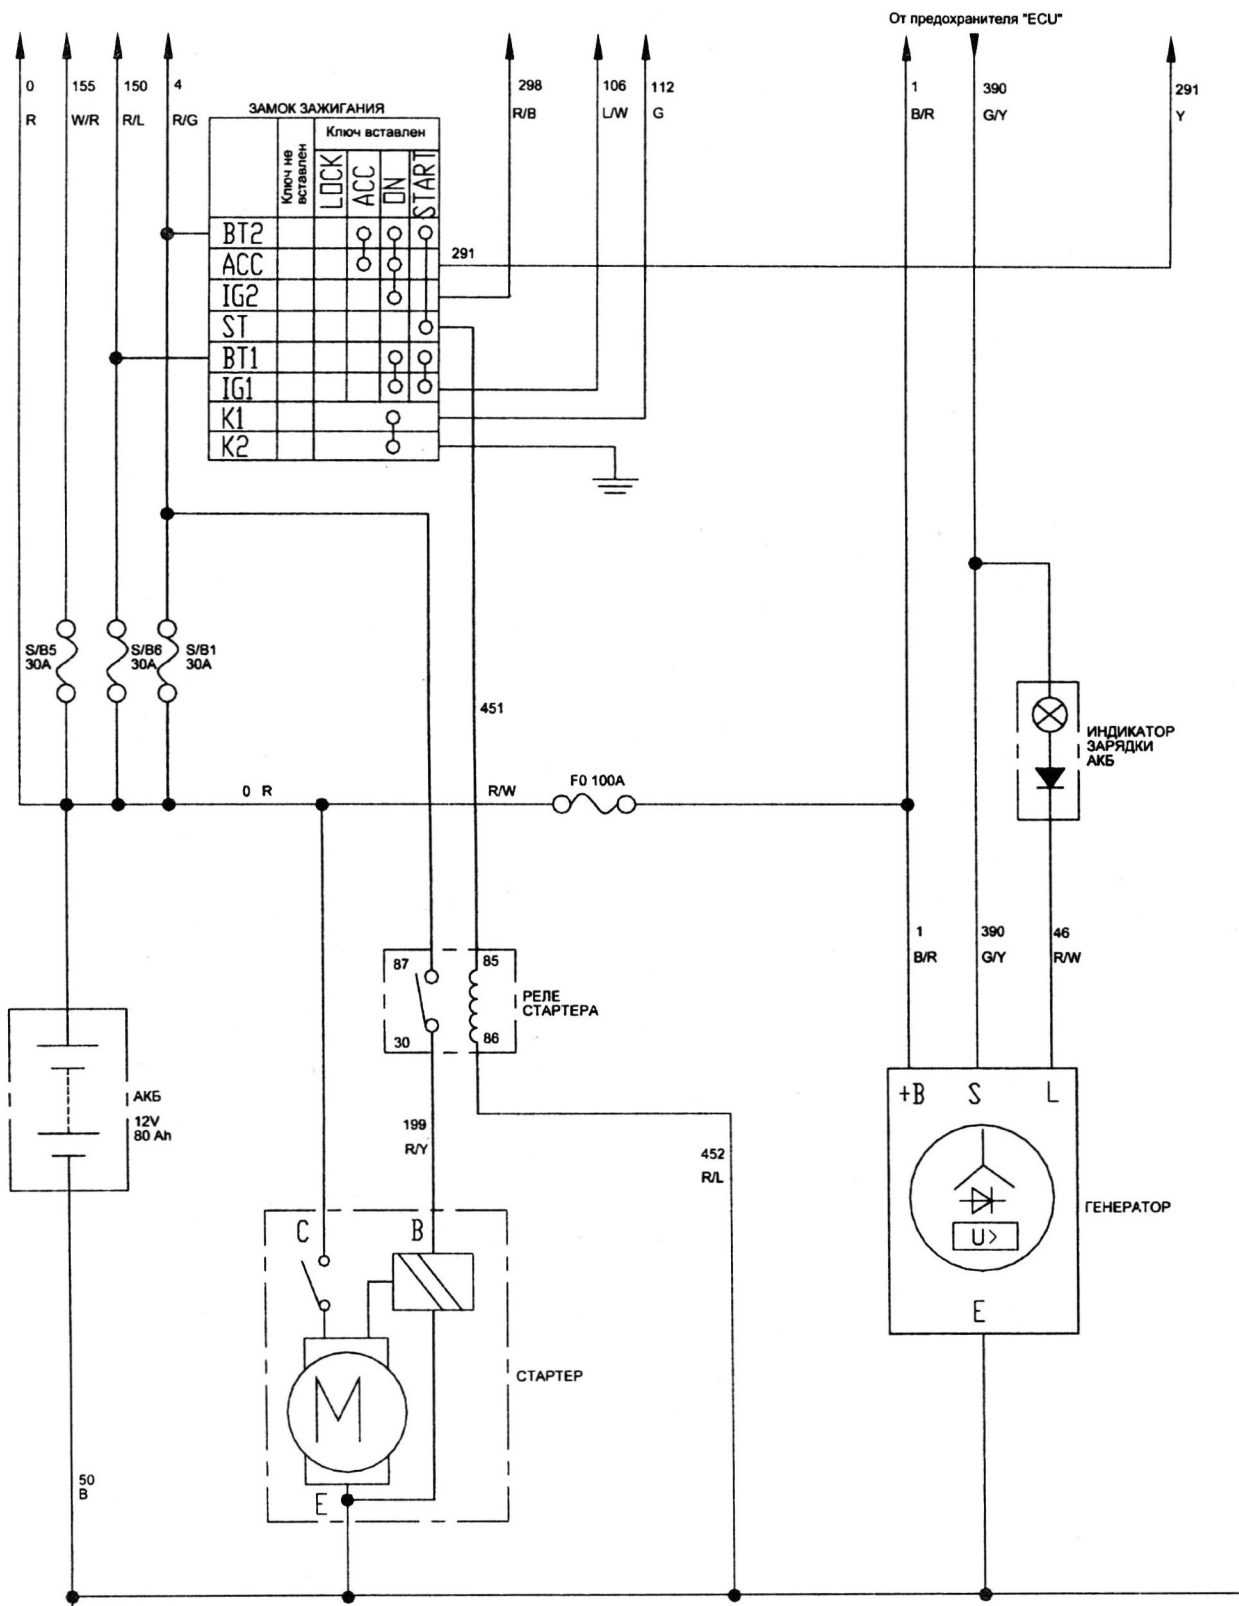 От предохранителя "ECU"
0
R
155
W/R
150
R/L
4
R/G
298
R/B
106
L/W
112
G
1
B/R
390
G/Y
291
Y
ЗАМОК ЗАЖИГАНИЯ
Ключ не
вставлен
Ключ вставлен
LOCK
ACC
ON
START
BT2
ACC
IG2
ST
BT1
IG1
K1
K2
291
S/B5
30A
S/B6
30A
S/B1
30A
451
ИНДИКАТОР
ЗАРЯДКИ
АКБ
0 R
R/W
F0 100A
1
B/R
390
G/Y
46
R/W
87
85
30
86
РЕЛЕ
СТАРТЕРА
АКБ
12V
80 Ah
199
R/Y
452
R/L
+B
S
L
U>
E
ГЕНЕРАТОР
C
B
M
E
СТАРТЕР
50
B